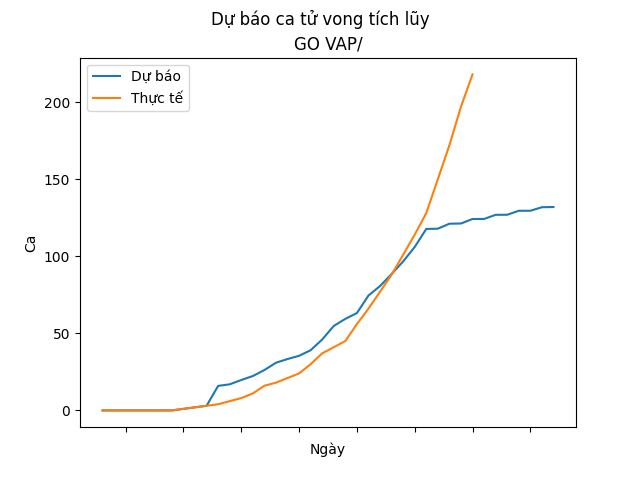 Dự báo ca tử vong tích lũy
GO VAP/
Dự báo
Thực tế
200
150
100
50
0
Ca
Ngày